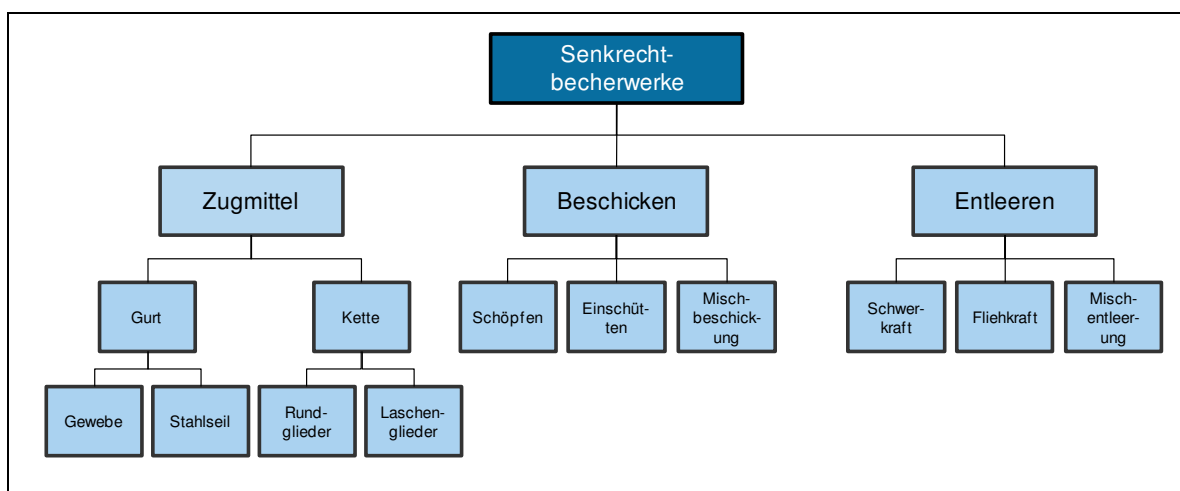 Senkrecht-
becherwerke
Zugmittel
Beschicken
Entleeren
Gurt
Kette
Schöpfen
Einschüt-
ten
Misch-
beschick-
ung
Schwer-
kraft
Fliehkraft
Misch-
entleer-
ung
Gewebe
Stahlseil
Rund-
glieder
Laschen-
glieder